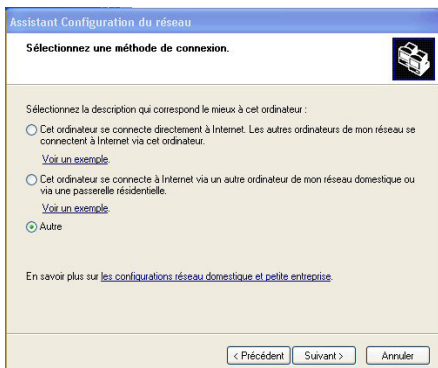 Assistant Configuration du réseau
Sélectionnez une méthode de connexion.
Sélectionnez la description qui correspond le mieux à cet ordinateur :
Cet ordinateur se connecte directement à Internet. Les autres ordinateurs de mon réseau se
connectent à Internet via cet ordinateur.
Voir un exemple.
Cet ordinateur se connecte à Internet via un autre ordinateur de mon réseau domestique ou
via une passerelle résidentielle.
Voir un exemple.
Autre
En savoir plus sur les configurations réseau domestique et petite entreprise.
< Précédent Suivant > Annuler